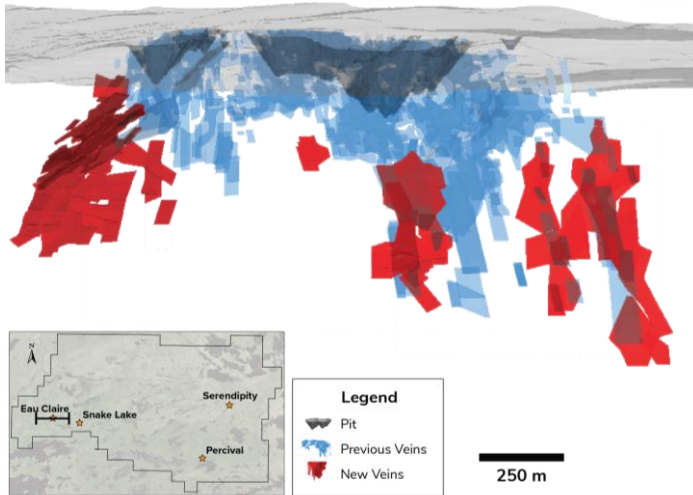 N
Eau Claire
Snake Lake
Serendipity
Percival
Legend
Pit
Previous Veins
New Veins
250 m